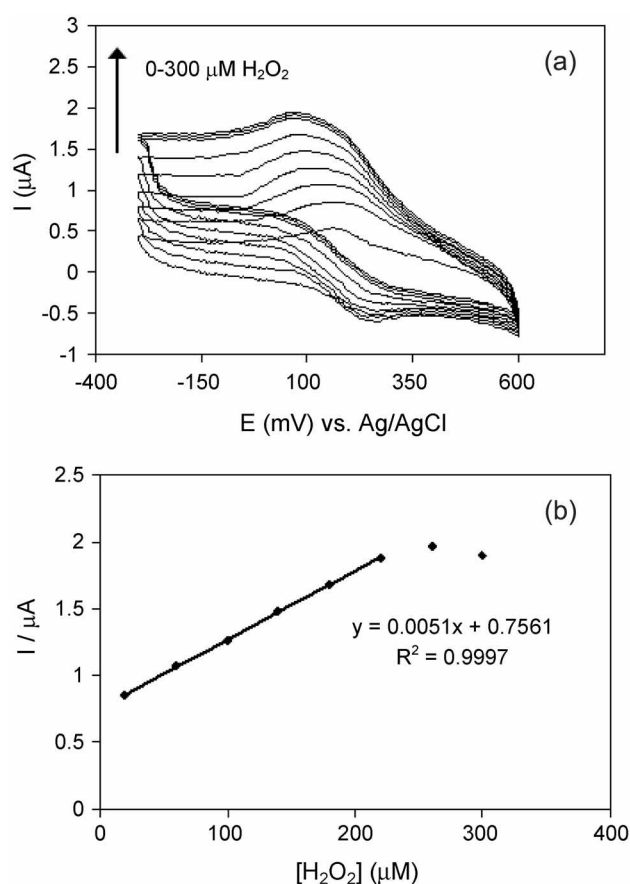 3
(a)
2.5
0-300 μM H₂O₂
2
1.5
1
0.5
0
-0.5
-1
I (μA)
-400 -150 100 350 600
E (mV) vs. Ag/AgCl
2.5
(b)
2
1.5
1
0.5
0
I / μA
y = 0.0051x + 0.7561
R² = 0.9997
0 100 200 300 400
[H₂O₂] (μM)